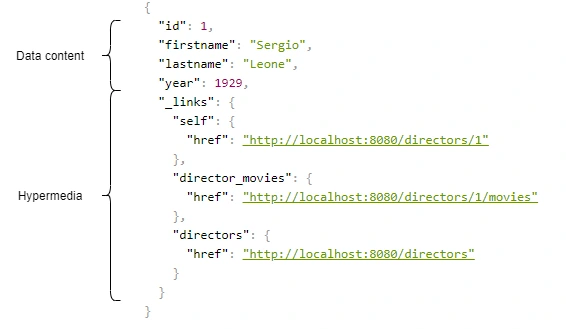 {
"id": 1,
"firstname": "Sergio",
Data content
"lastname": "Leone",
"year": 1929,
"_links": {
"self": {
"href": "http://localhost:8080/directors/1"
},
"director_movies": {
Hypermedia
"href": "http://localhost:8080/directors/1/movies"
},
"directors": {
"href": "http://localhost:8080/directors"
}
}
}